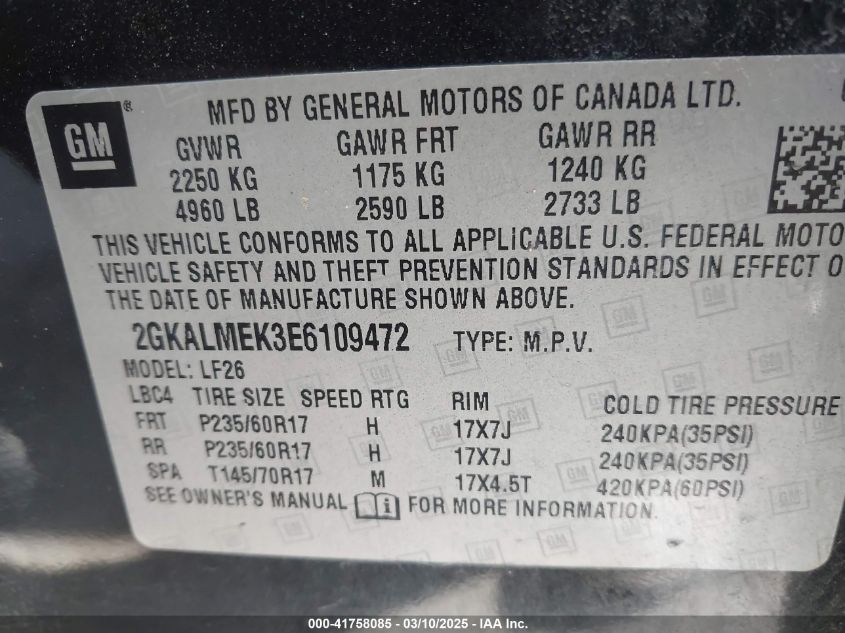 GM ® MFD BY GENERAL MOTORS OF CANADA LTD.
GVWR GAWR FRT GAWR RR
2250 KG 1175 KG 1240 KG
4960 LB 2590 LB 2733 LB
THIS VEHICLE CONFORMS TO ALL APPLICABLE U.S. FEDERAL MOTO
VEHICLE SAFETY AND THEFT PREVENTION STANDARDS IN EFFECT O
THE DATE OF MANUFACTURE SHOWN ABOVE.
2GKALMEK3E6109472 TYPE: M.P.V.
MODEL: LF26
LBC4 TIRE SIZE SPEED RTG RIM COLD TIRE PRESSURE
FRT P235/60R17 H 17X7J 240KPA(35PSI)
RR P235/60R17 H 17X7J 240KPA(35PSI)
SPA T145/70R17 M 17X4.5T 420KPA(60PSI)
SEE OWNER'S MANUAL i FOR MORE INFORMATION.
000-41758085 - 03/10/2025 - IAA, Inc.